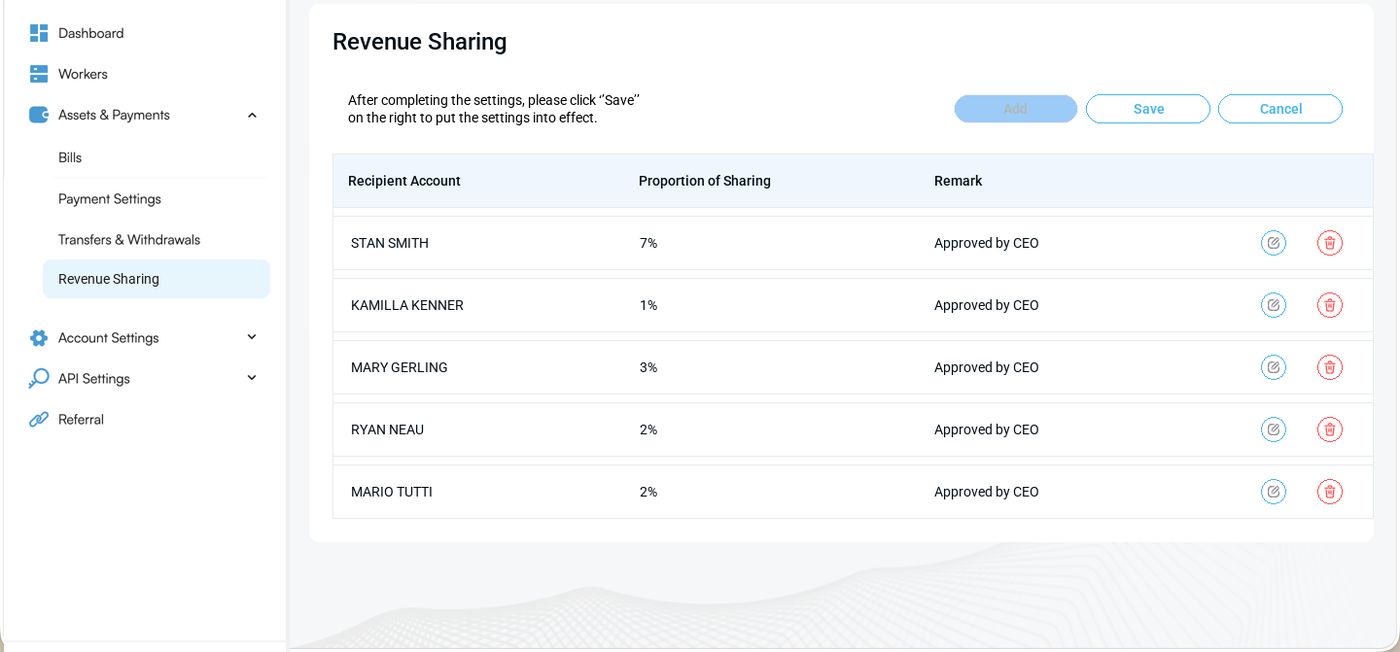 Dashboard
Workers
Assets & Payments
Bills
Payment Settings
Transfers & Withdrawals
Revenue Sharing
Account Settings
API Settings
Referral
Revenue Sharing
After completing the settings, please click ‘’Save’’
on the right to put the settings into effect.
Add Save Cancel
Recipient Account Proportion of Sharing Remark
STAN SMITH 7% Approved by CEO
KAMILLA KENNER 1% Approved by CEO
MARY GERLING 3% Approved by CEO
RYAN NEAU 2% Approved by CEO
MARIO TUTTI 2% Approved by CEO